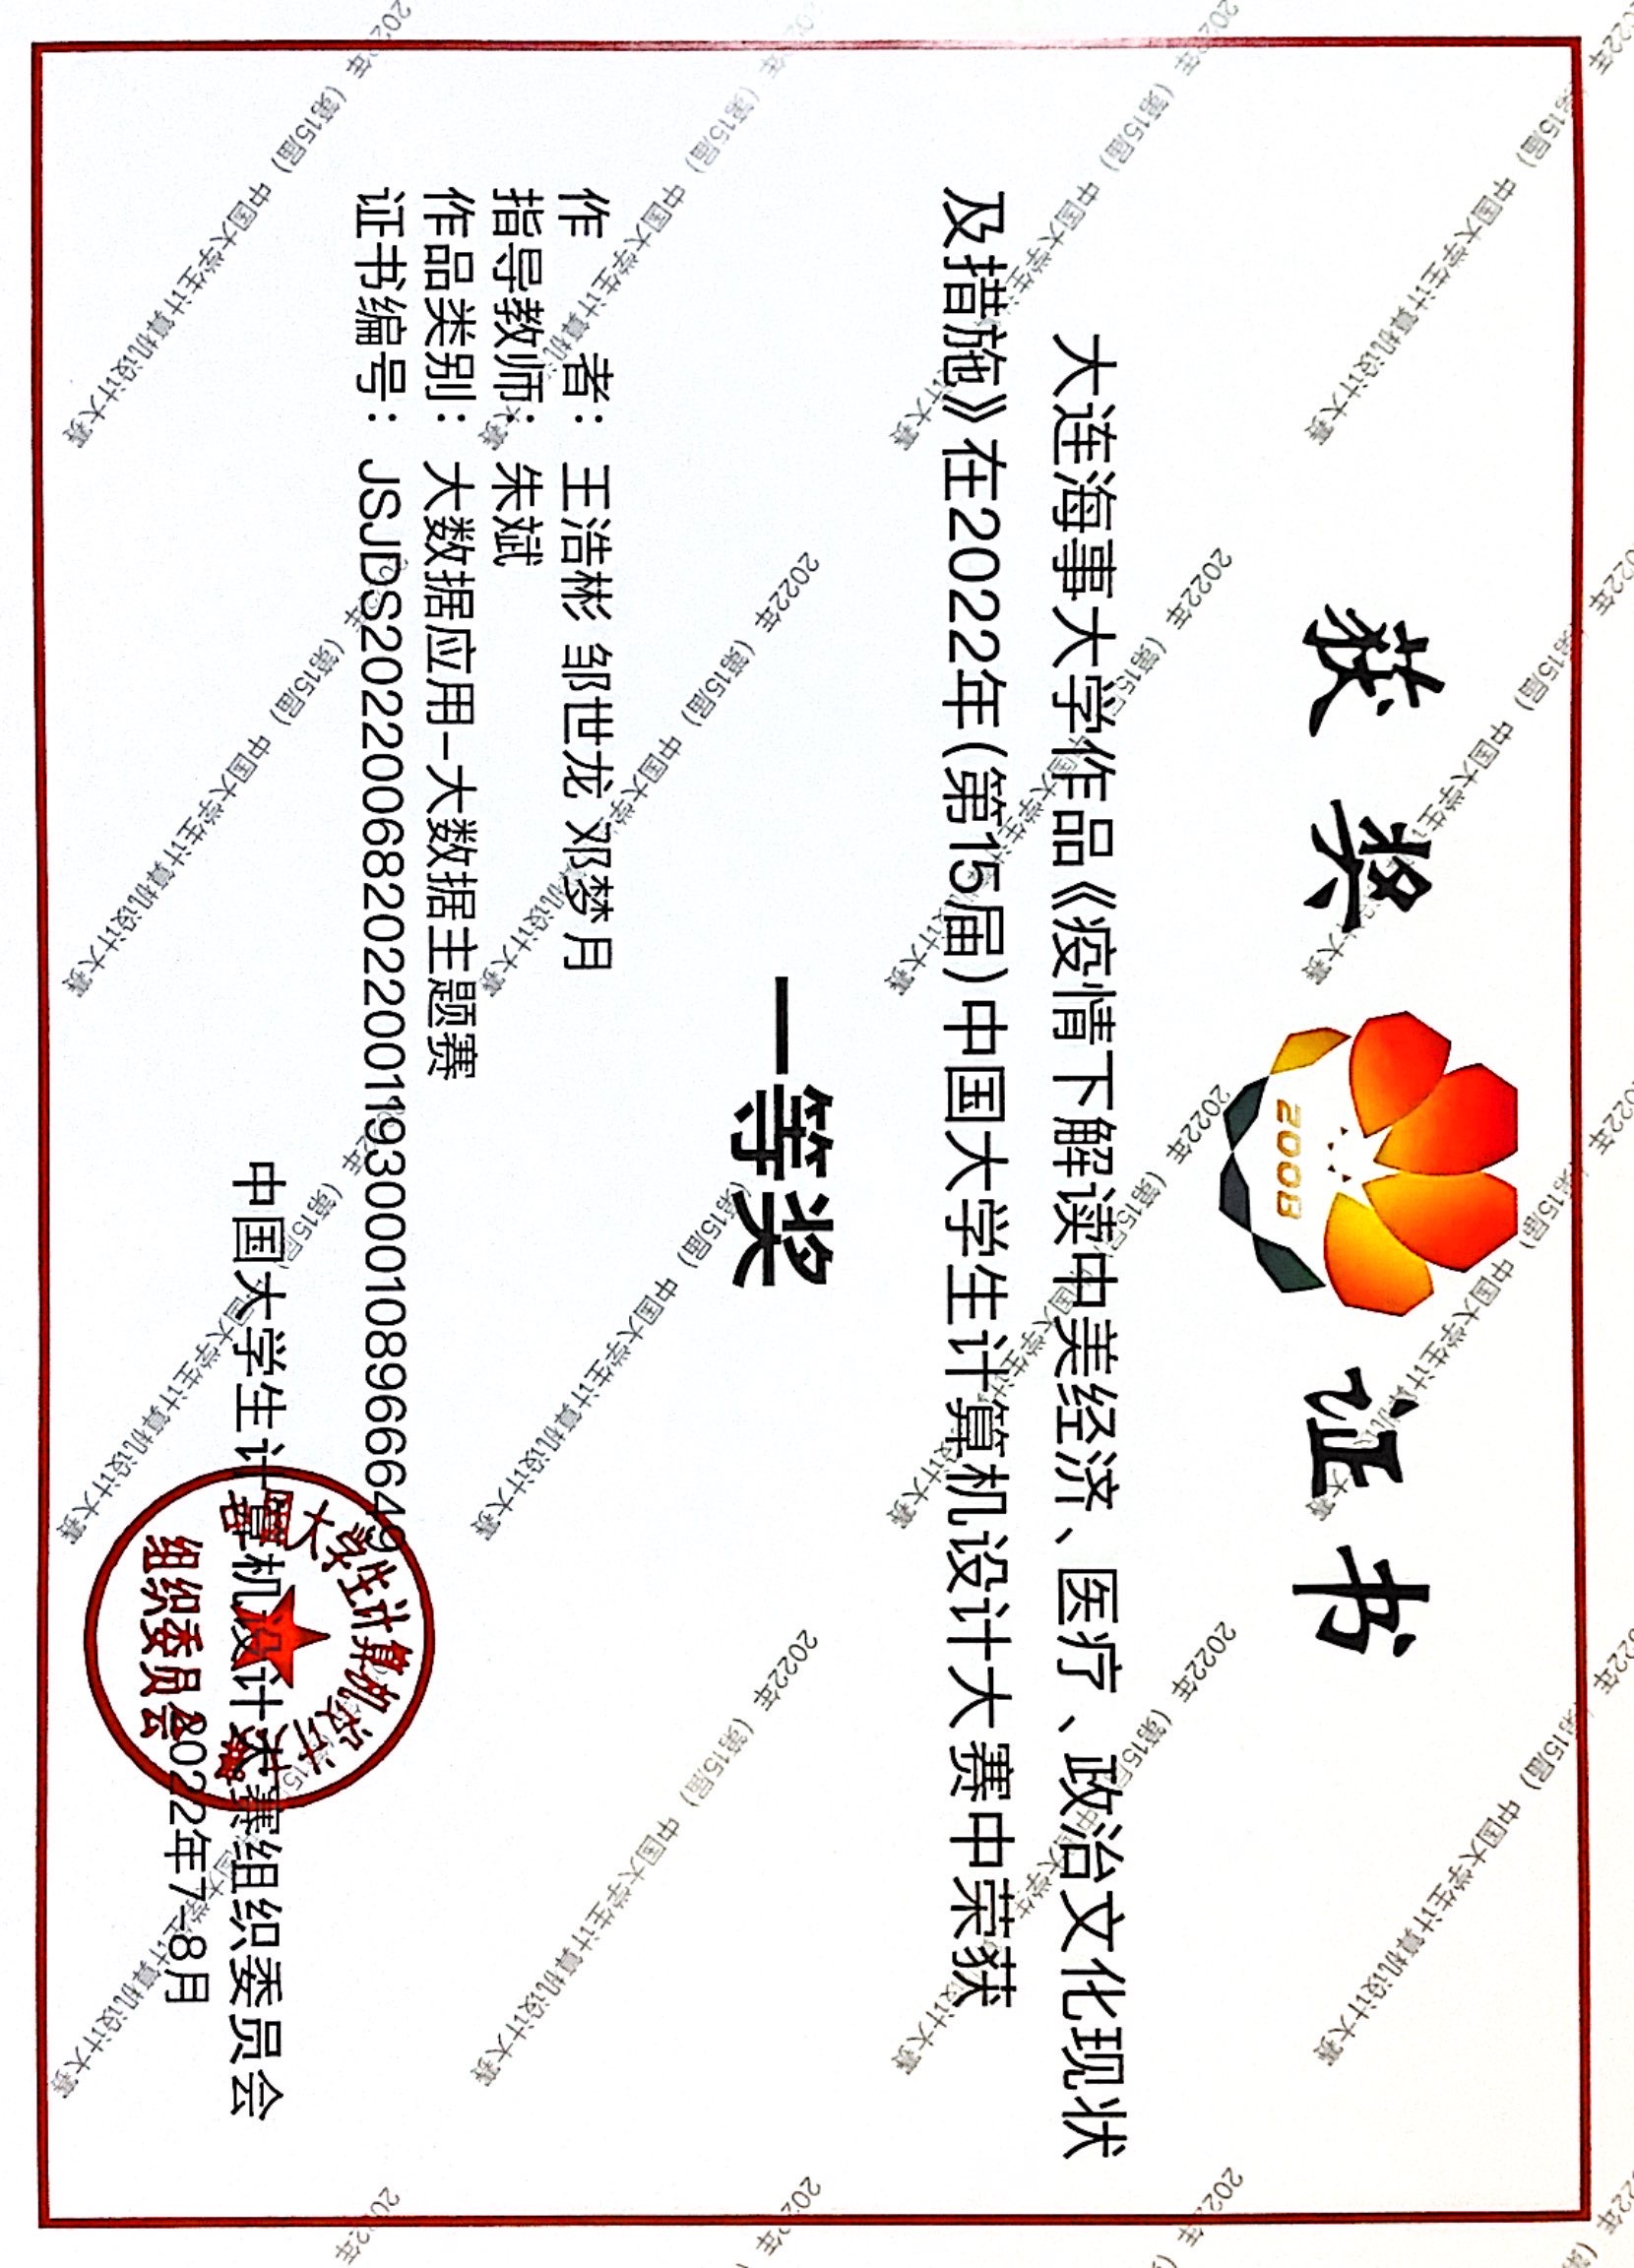 获奖证书
2008
大连海事大学作品《疫情下解读中美经济、医疗、政治文化现状
及措施》在2022年(第15届)中国大学生计算机设计大赛中荣获
一等奖
作 者：王浩彬 邹世龙 邓梦月
指导教师：朱斌
作品类别：大数据应用–大数据主题赛
证书编号：JSJDS20220068202200119300010896649
中国大学生计算机设计大赛组织委员会
2022年7–8月
中国大学生计算机设计大赛
组织委员会
2022年（第15届）中国大学生计算机设计大赛